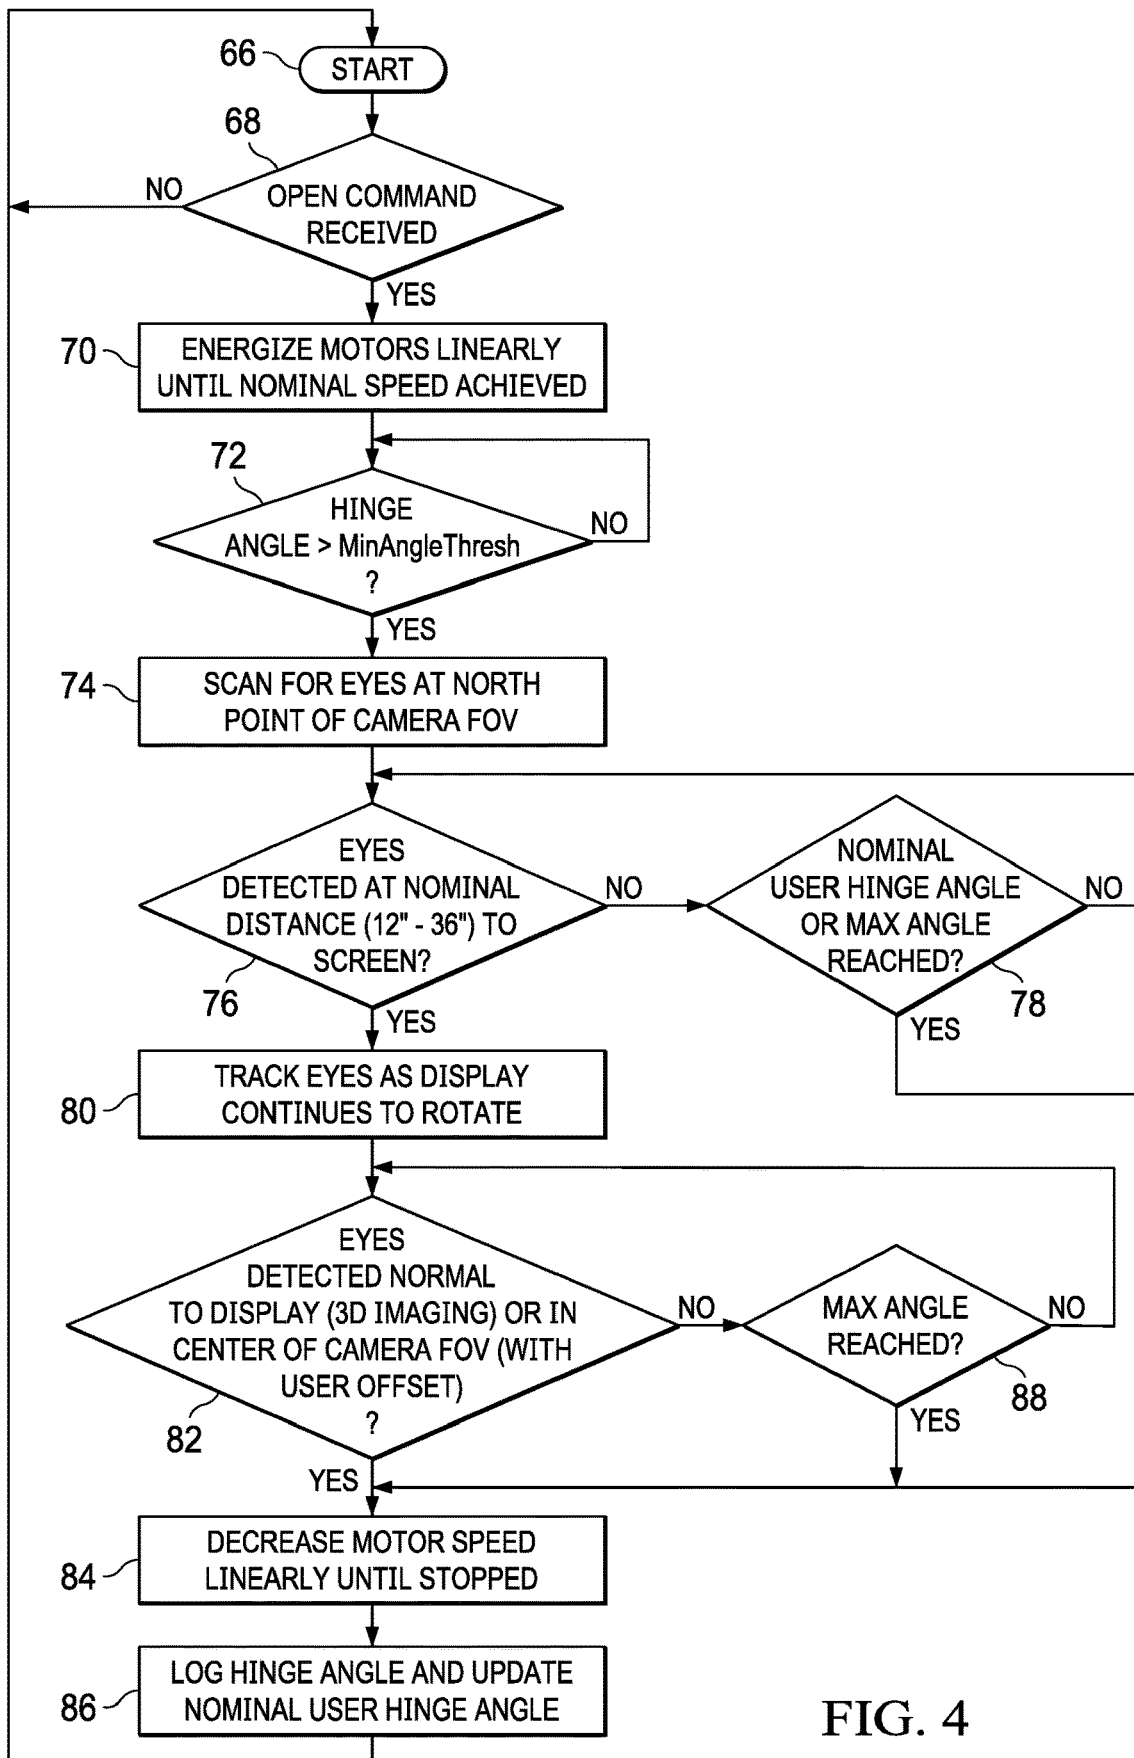 66
START
68
NO
OPEN COMMAND
RECEIVED
YES
70
ENERGIZE MOTORS LINEARLY
UNTIL NOMINAL SPEED ACHIEVED
72
HINGE
ANGLE > MinAngleThresh
?
NO
YES
74
SCAN FOR EYES AT NORTH
POINT OF CAMERA FOV
EYES
DETECTED AT NOMINAL
DISTANCE (12" - 36") TO
SCREEN?
NO
76
YES
NOMINAL
USER HINGE ANGLE
OR MAX ANGLE
REACHED?
NO
78
YES
80
TRACK EYES AS DISPLAY
CONTINUES TO ROTATE
EYES
DETECTED NORMAL
TO DISPLAY (3D IMAGING) OR IN
CENTER OF CAMERA FOV (WITH
USER OFFSET)
?
NO
82
YES
MAX ANGLE
REACHED?
NO
88
YES
84
DECREASE MOTOR SPEED
LINEARLY UNTIL STOPPED
86
LOG HINGE ANGLE AND UPDATE
NOMINAL USER HINGE ANGLE
FIG. 4